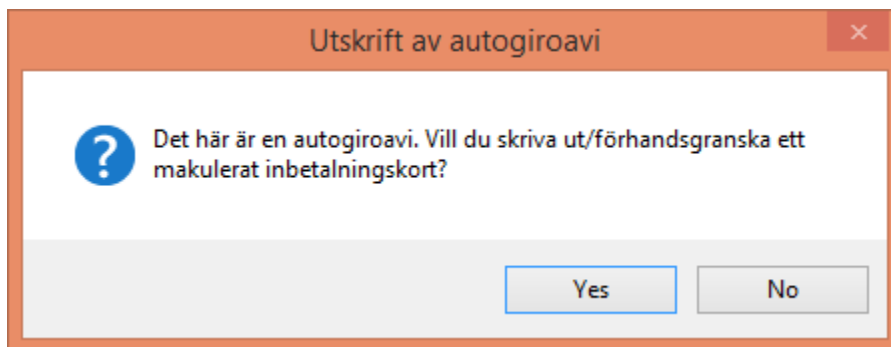 Utskrift av autogiroavi
Det här är en autogiroavi. Vill du skriva ut/förhandsgranska ett
makulerat inbetalningskort?
Yes No